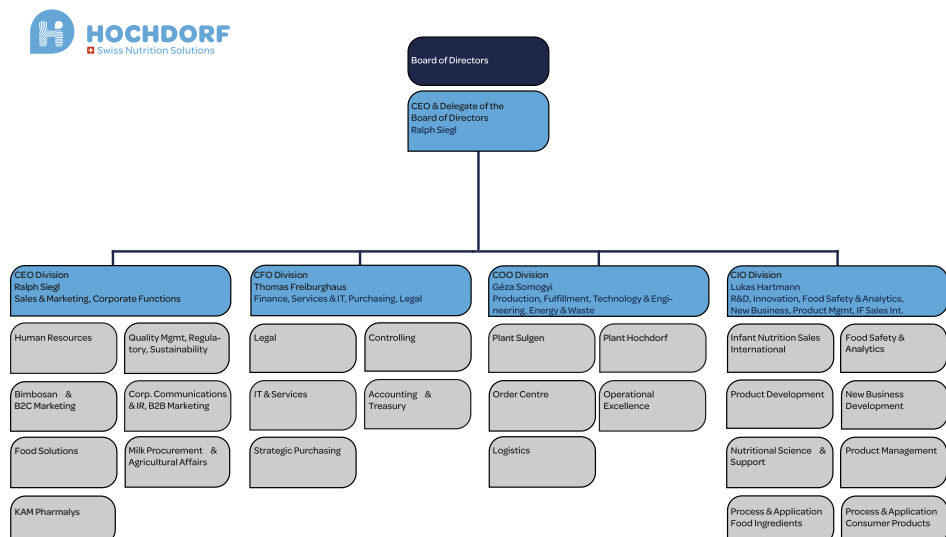 HOCHDORF
Swiss Nutrition Solutions
Board of Directors
CEO & Delegate of the
Board of Directors
Ralph Siegl
CEO Division
Ralph Siegl
Sales & Marketing, Corporate Functions
Human Resources
Quality Mgmt, Regula-
tory, Sustainability
Bimbosan &
B2C Marketing
Corp. Communications
& IR, B2B Marketing
Food Solutions
Milk Procurement &
Agricultural Affairs
KAM Pharmalys
CFO Division
Thomas Freiburghaus
Finance, Services & IT, Purchasing, Legal
Legal
Controlling
IT & Services
Accounting &
Treasury
Strategic Purchasing
COO Division
Géza Somogyi
Production, Fulfillment, Technology & Engi-
neering, Energy & Waste
Plant Sulgen
Plant Hochdorf
Order Centre
Operational
Excellence
Logistics
CIO Division
Lukas Hartmann
R&D, Innovation, Food Safety & Analytics,
New Business, Product Mgmt, IF Sales Int.
Infant Nutrition Sales
International
Food Safety &
Analytics
Product Development
New Business
Development
Nutritional Science &
Support
Product Management
Process & Application
Food Ingredients
Process & Application
Consumer Products